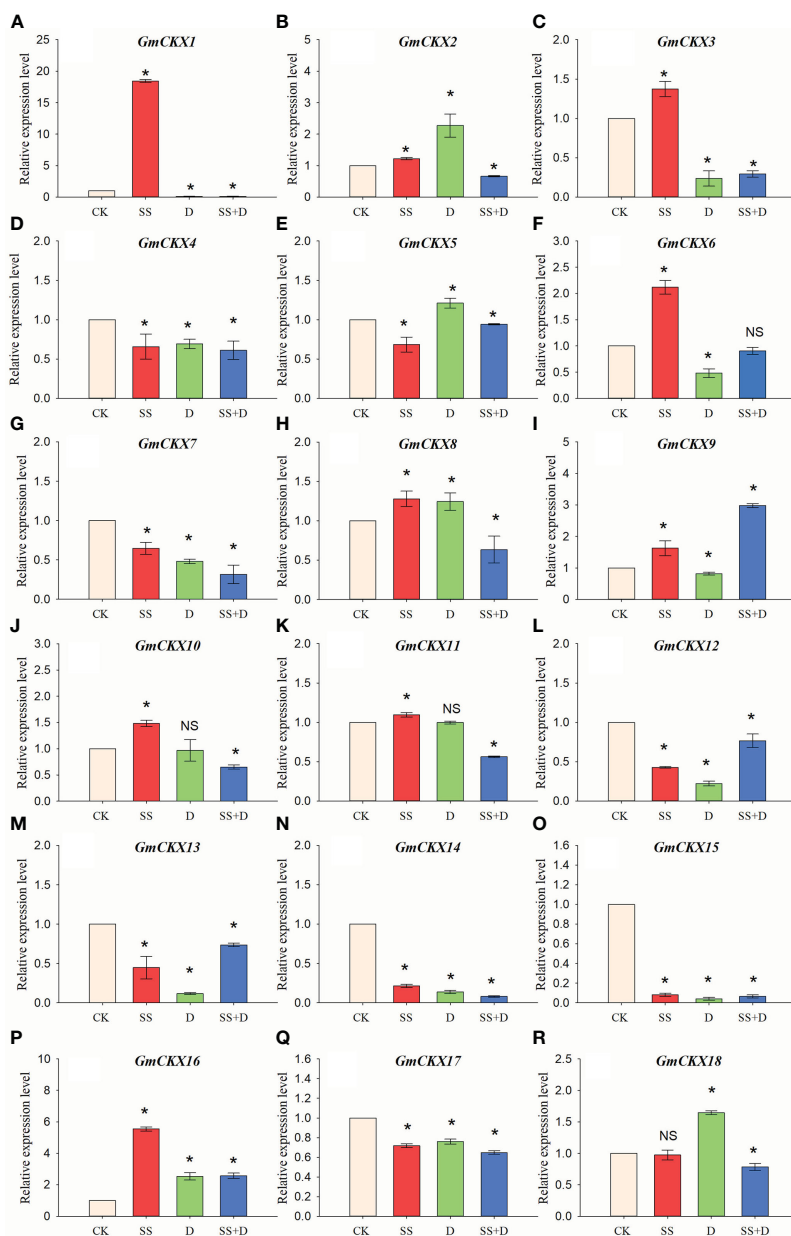 A
GmCKX1
Relative expression level
25
20
15
10
5
0
*
*
*
CK SS D SS+D
B
GmCKX2
Relative expression level
5
4
3
2
1
0
*
*
*
CK SS D SS+D
C
GmCKX3
Relative expression level
2.0
1.5
1.0
0.5
0.0
*
*
*
CK SS D SS+D
D
GmCKX4
Relative expression level
2.0
1.5
1.0
0.5
0.0
*
*
*
CK SS D SS+D
E
GmCKX5
Relative expression level
2.0
1.5
1.0
0.5
0.0
*
*
*
CK SS D SS+D
F
GmCKX6
Relative expression level
3.0
2.5
2.0
1.5
1.0
0.5
0.0
*
*
NS
CK SS D SS+D
G
GmCKX7
Relative expression level
2.0
1.5
1.0
0.5
0.0
*
*
*
CK SS D SS+D
H
GmCKX8
Relative expression level
2.0
1.5
1.0
0.5
0.0
*
*
*
CK SS D SS+D
I
GmCKX9
Relative expression level
5
3
2
1
0
*
*
*
CK SS D SS+D
J
GmCKX10
Relative expression level
3.0
2.0
1.5
1.0
0.5
0.0
*
NS
*
CK SS D SS+D
K
GmCKX11
Relative expression level
2.0
1.5
1.0
0.5
0.0
*
NS
*
CK SS D SS+D
L
GmCKX12
Relative expression level
2.0
1.5
1.0
0.5
0.0
*
*
*
CK SS D SS+D
M
GmCKX13
Relative expression level
2.0
1.5
1.0
0.5
0.0
*
*
*
CK SS D SS+D
N
GmCKX14
Relative expression level
2.0
1.5
1.0
0.5
0.0
*
*
*
CK SS D SS+D
O
GmCKX15
Relative expression level
1.6
1.4
1.2
1.0
0.8
0.6
0.4
0.2
0.0
*
*
*
CK SS D SS+D
P
GmCKX16
Relative expression level
10
8
6
4
2
0
*
*
*
CK SS D SS+D
Q
GmCKX17
Relative expression level
1.6
1.4
1.2
1.0
0.8
0.6
0.4
0.2
0.0
*
*
*
CK SS D SS+D
R
GmCKX18
Relative expression level
2.5
2.0
1.5
1.0
0.5
0.0
NS
*
*
CK SS D SS+D